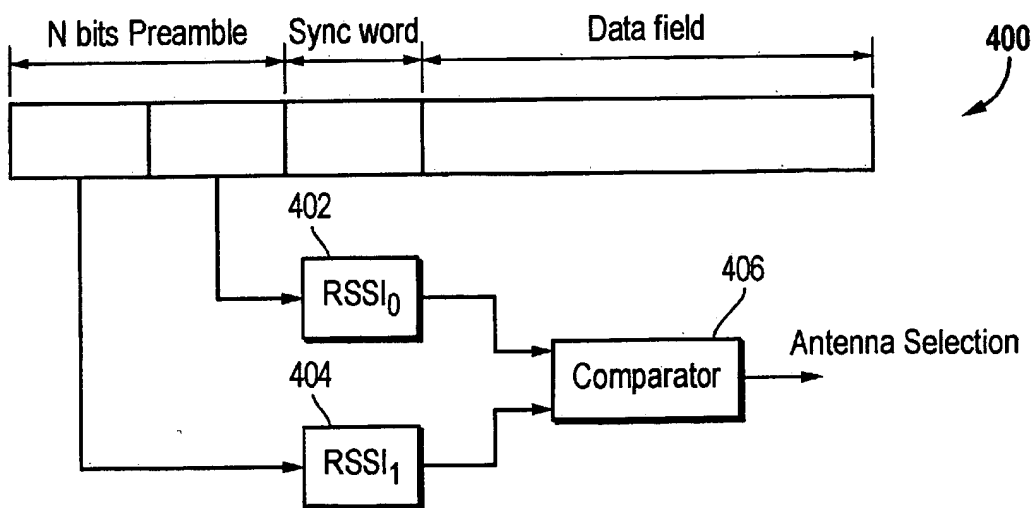 N bits Preamble
Sync word
Data field
400
402
RSSI0
406
Comparator
Antenna Selection
404
RSSI1